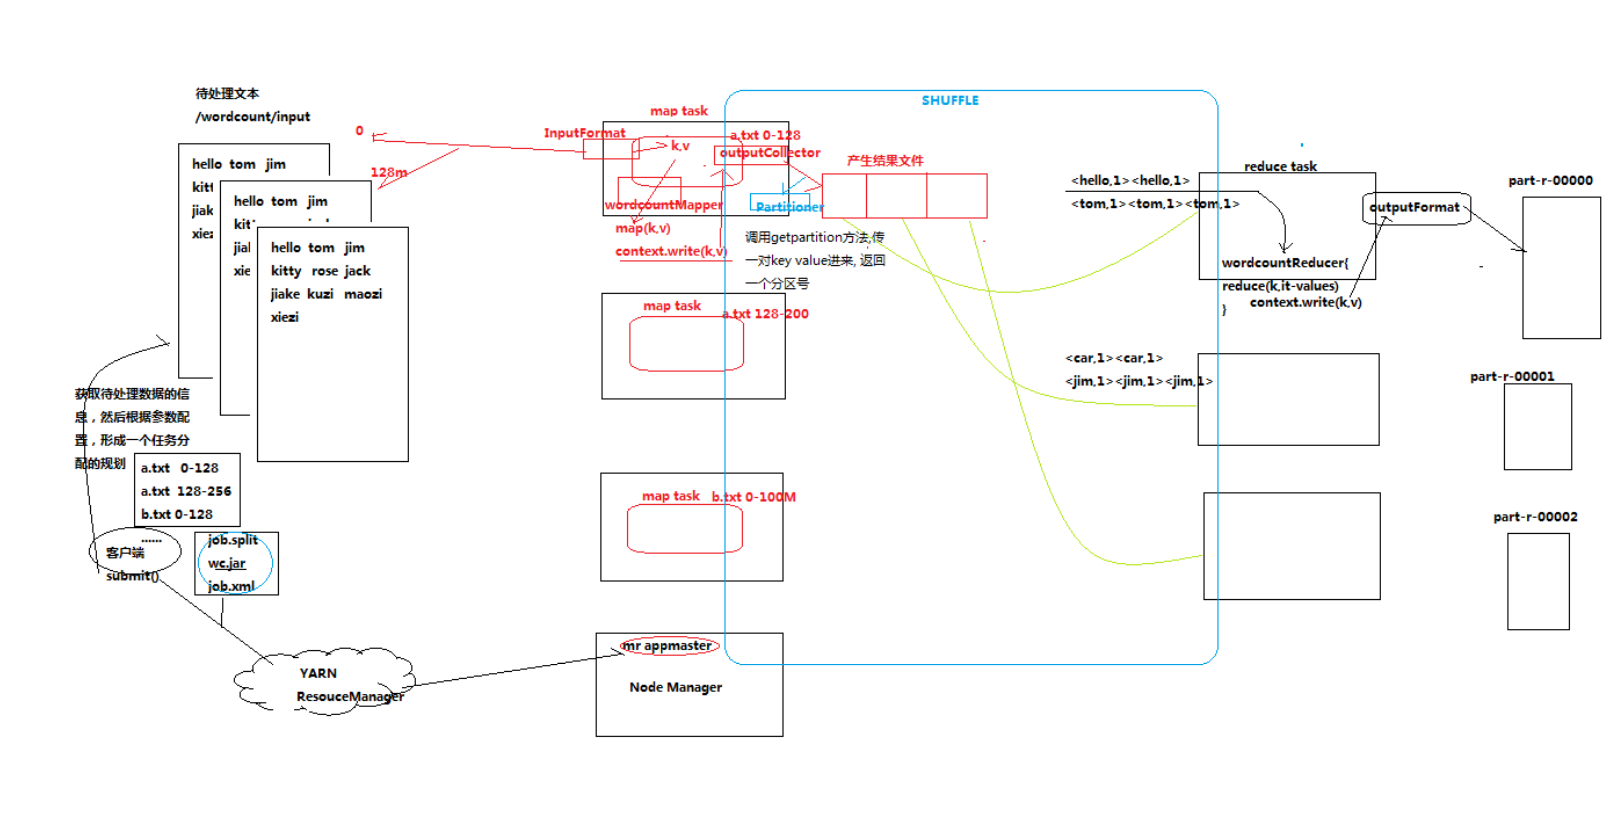 待处理文本
/wordcount/input
hello tom jim
kitt
jiak
xiez
hello tom jim
kit
jial
xie
hello tom jim
kitty rose jack
jiake kuzi maozi
xiezi
获取待处理数据的信
息，然后根据参数配
置，形成一个任务分
配的规划
a.txt 0-128
a.txt 128-256
b.txt 0-128
......
客户端
submit()
job.split
wc.jar
job.xml
YARN
ResouceManager
0
128m
InputFormat
map task
a.txt 0-128
k,v
outputCollector
wordcountMapper
map(k,v)
context.write(k,v)
Partitioner
产生结果文件
调用getpartition方法,传
一对key value进来, 返回
一个分区号
map task
a.txt 128-200
map task
b.txt 0-100M
mr appmaster
Node Manager
SHUFFLE
<hello,1><hello,1>
<tom,1><tom,1><tom,1>
reduce task
wordcountReducer{
reduce(k,it-values)
context.write(k,v)
}
outputFormat
part-r-00000
<car,1><car,1>
<jim,1><jim,1><jim,1>
part-r-00001
part-r-00002